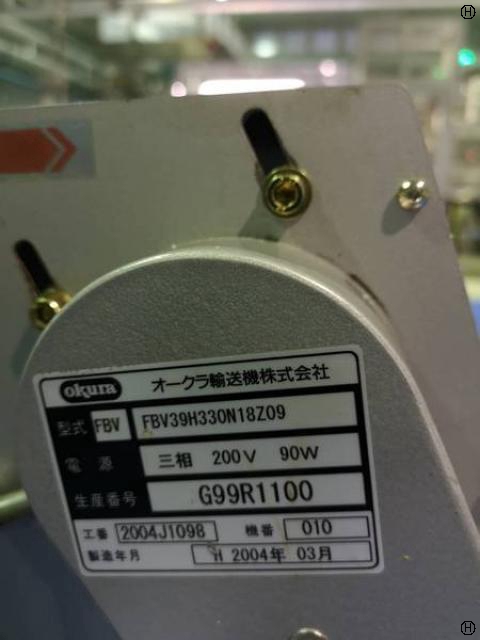 H
okura オークラ輸送機株式会社
型式 FBV FBV39H330N18Z09
電源 三相 200V 90W
生産番号 G99R1100
工番 2004J1098 機番 010
製造年月 H 2004年 03月
H